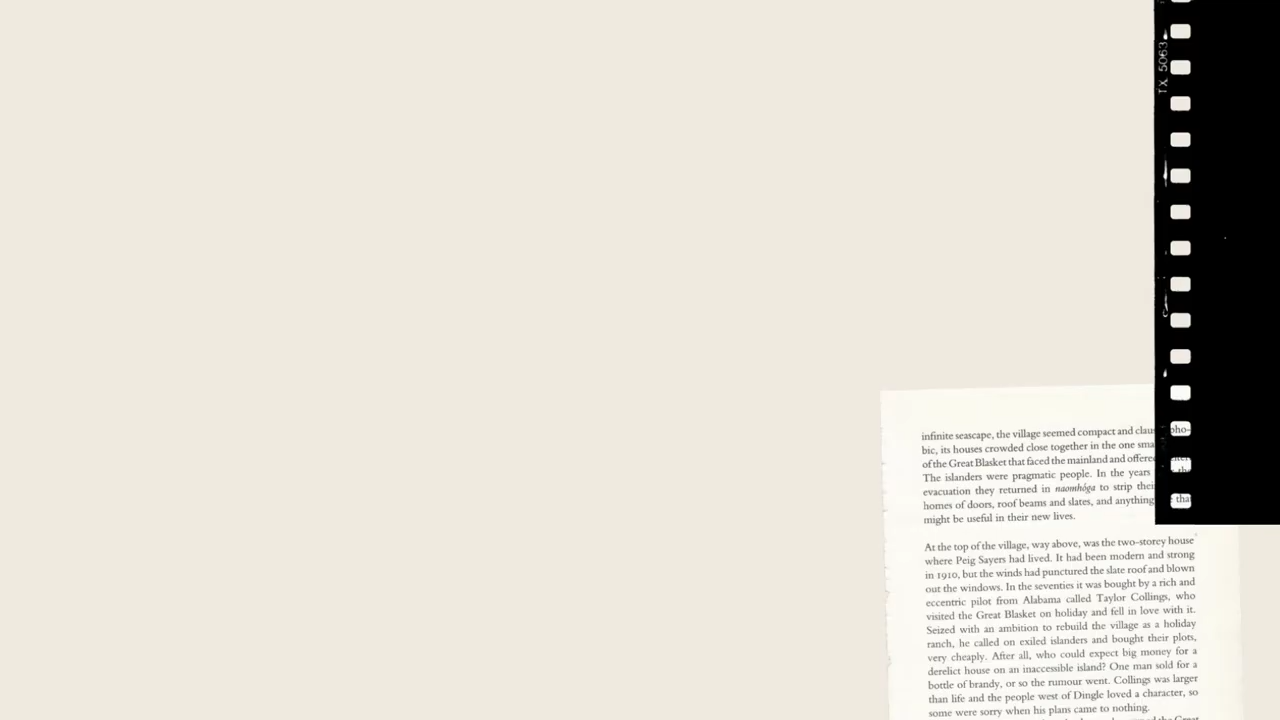 TX 5063
infinite seascape, the village seemed compact and claus pho-
bic, its houses crowded close together in the one sma
of the Great Blasket that faced the mainland and offered
The islanders were pragmatic people. In the years the
evacuation they returned in naomhóga to strip their
homes of doors, roof beams and slates, and anything that
might be useful in their new lives.
At the top of the village, way above, was the two-storey house
where Peig Sayers had lived. It had been modern and strong
in 1910, but the winds had punctured the slate roof and blown
out the windows. In the seventies it was bought by a rich and
eccentric pilot from Alabama called Taylor Collings, who
visited the Great Blasket on holiday and fell in love with it.
Seized with an ambition to rebuild the village as a holiday
ranch, he called on exiled islanders and bought their plots,
very cheaply. After all, who could expect big money for a
derelict house on an inaccessible island? One man sold for a
bottle of brandy, or so the rumour went. Collings was larger
than life and the people west of Dingle loved a character, so
some were sorry when his plans came to nothing.
the Great